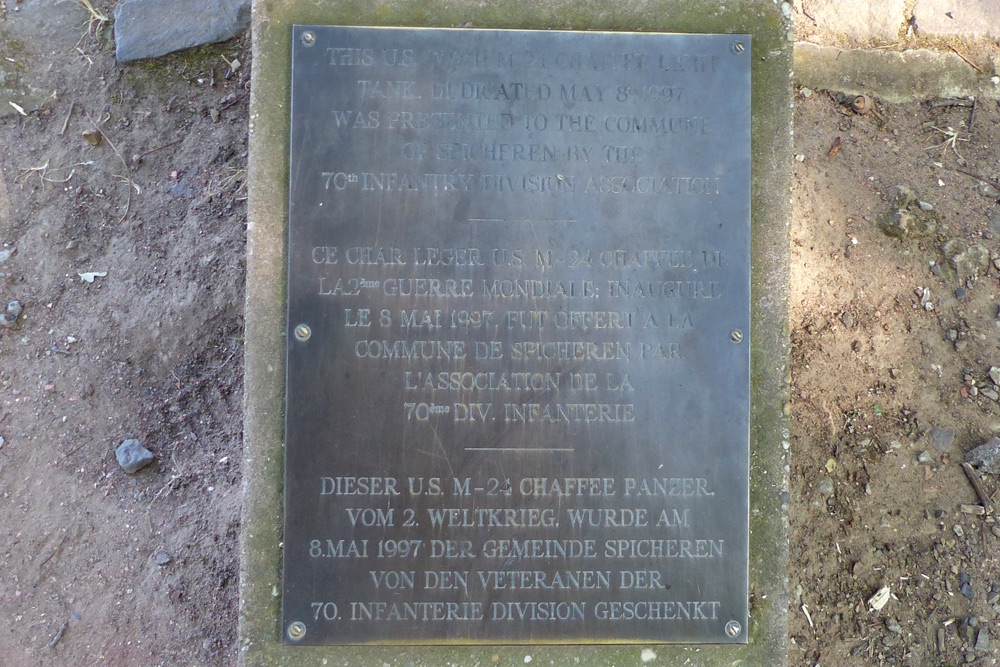 THIS U.S. WWII M-24 CHAFFEE LIGHT
TANK, DEDICATED MAY 8th 1997,
WAS PRESENTED TO THE COMMUNE
OF SPICHEREN BY THE
70th INFANTRY DIVISION ASSOCIATION
CE CHAR LEGER U.S. M-24 CHAFFEE, DE
LA 2ème GUERRE MONDIALE; INAUGURE
LE 8 MAI 1997, FUT OFFERT A LA
COMMUNE DE SPICHEREN PAR
L'ASSOCIATION DE LA
70ème DIV. INFANTERIE
DIESER U.S. M-24 CHAFFEE PANZER,
VOM 2. WELTKRIEG, WURDE AM
8.MAI 1997 DER GEMEINDE SPICHEREN
VON DEN VETERANEN DER
70. INFANTERIE DIVISION GESCHENKT